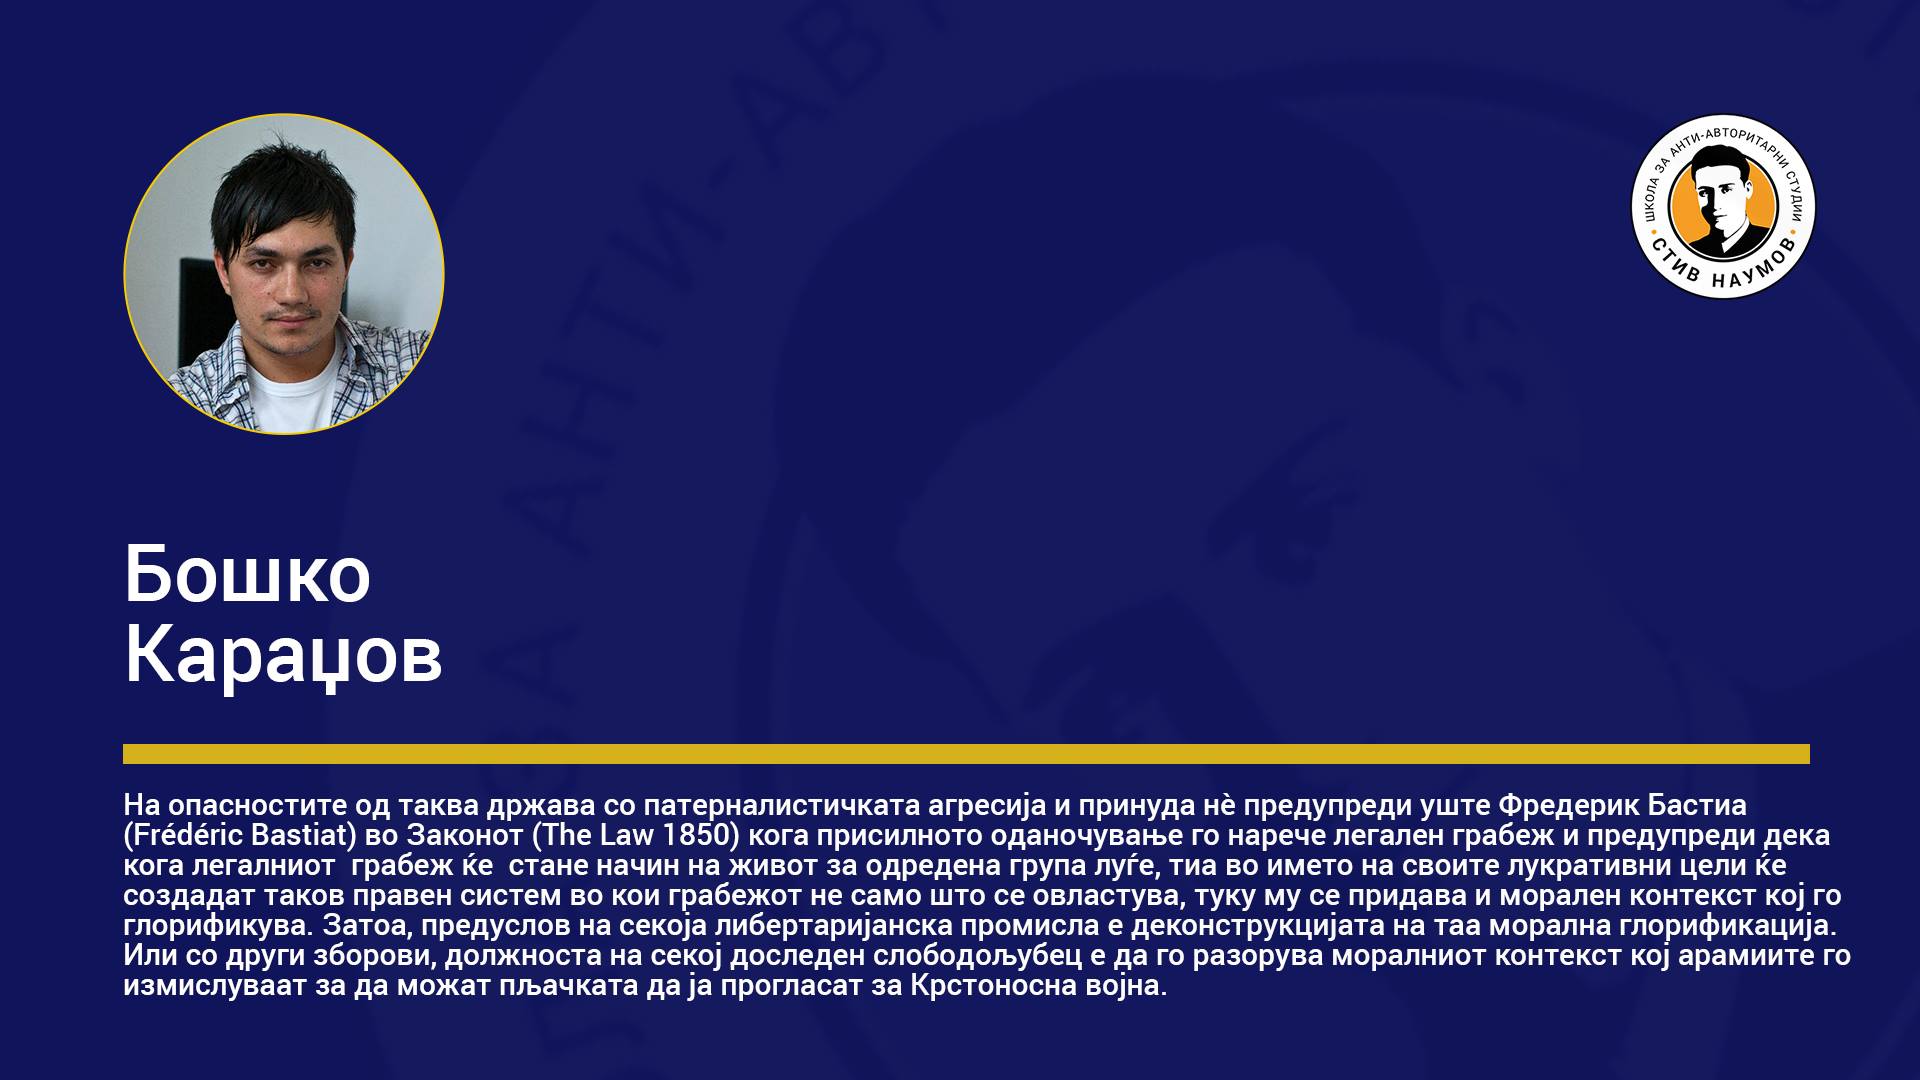 ШКОЛА ЗА АНТИ-АВТОРИТАРНИ СТУДИИ
СТИВ НАУМОВ
Бошко
Караџов
На опасностите од таква држава со патерналистичката агресија и принуда нè предупреди уште Фредерик Бастиа
(Frédéric Bastiat) во Законот (The Law 1850) кога присилното оданочување го нарече легален грабеж и предупреди дека
кога легалниот  грабеж ќе  стане начин на живот за одредена група луѓе, тиа во името на своите лукративни цели ќе
создадат таков правен систем во кои грабежот не само што се овластува, туку му се придава и морален контекст кој го
глорификува. Затоа, предуслов на секоја либертаријанска промисла е деконструкцијата на таа морална глорификација.
Или со други зборови, должноста на секој доследен слободољубец е да го разорува моралниот контекст кој арамиите го
измислуваат за да можат пљачката да ја прогласат за Крстоносна војна.